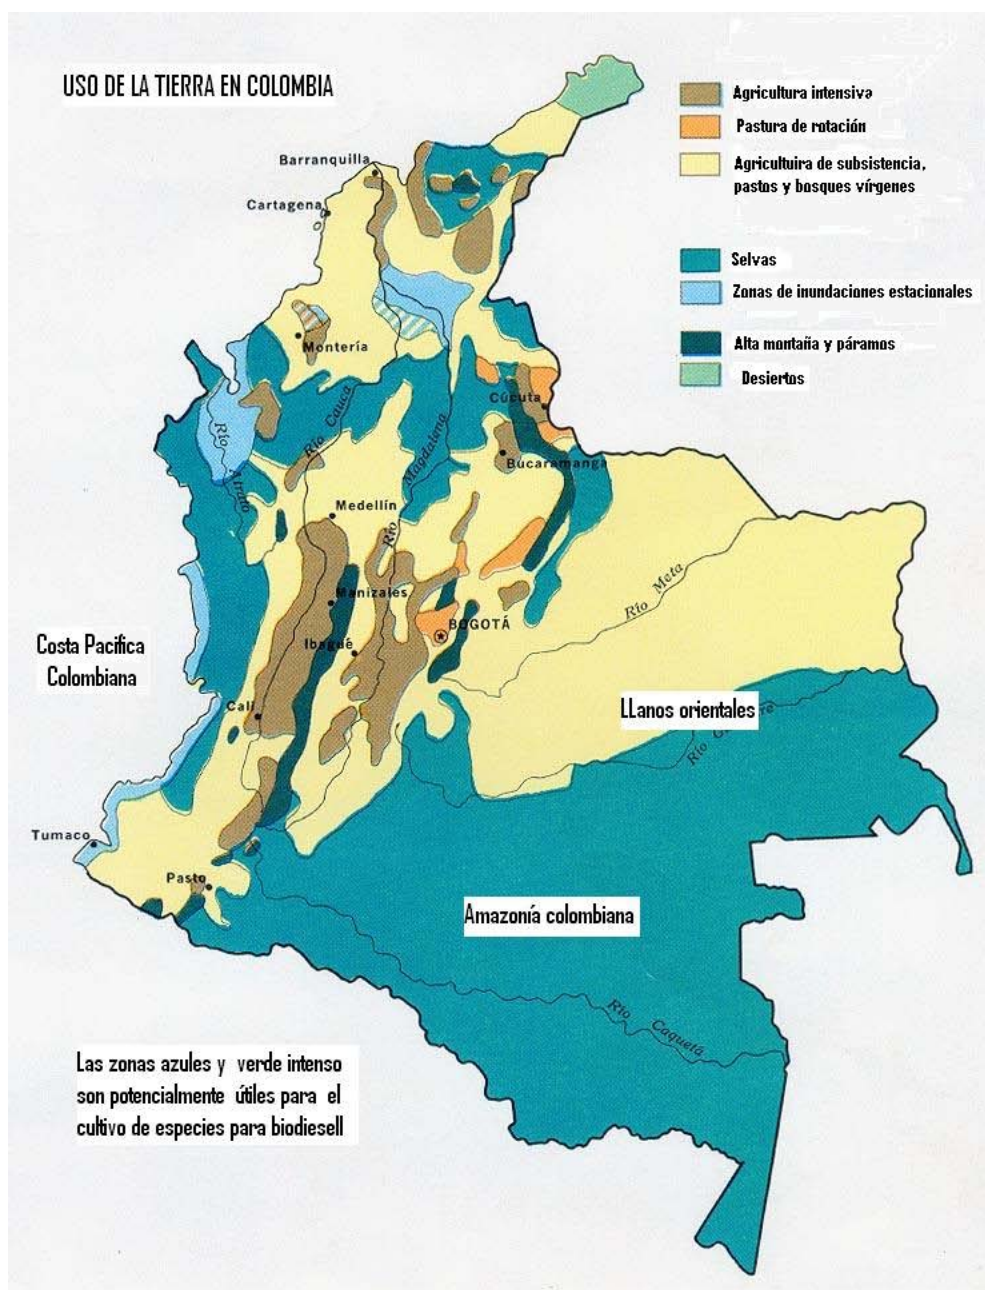 USO DE LA TIERRA EN COLOMBIA
Agricultura intensiva
Pastura de rotación
Agricultuira de subsistencia,
pastos y bosques vírgenes
Selvas
Zonas de inundaciones estacionales
Alta montaña y páramos
Desiertos
Barranquilla
Cartagena
Montería
Cúcuta
Río Cauca
Magdalena
Río Atrato
Bucaramanga
Medellín
Río
Río Meta
Manizales
BOGOTÁ
Ibagué
Costa Pacifica
Colombiana
Cali
LLanos orientales
Río
Tumaco
Pasto
Amazonía colombiana
Río Caquetá
Las zonas azules y verde intenso
son potencialmente útiles para el
cultivo de especies para biodiesell